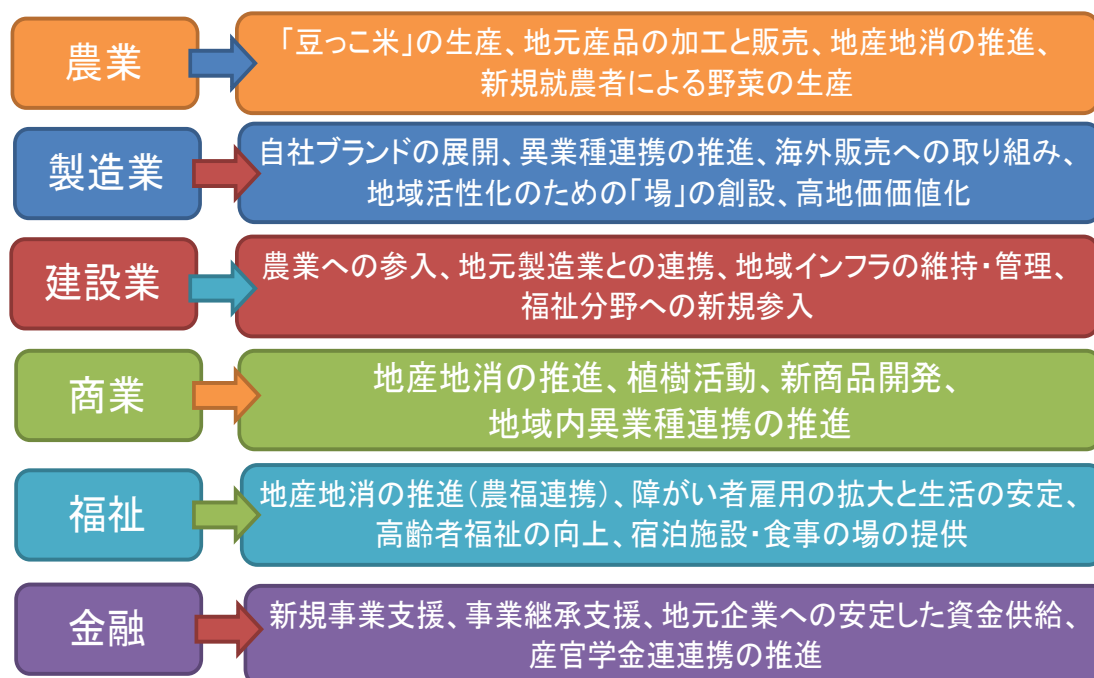 農業
「豆っこ米」の生産、地元産品の加工と販売、地産地消の推進、
新規就農者による野菜の生産
製造業
自社ブランドの展開、異業種連携の推進、海外販売への取り組み、
地域活性化のための「場」の創設、高地価価値化
建設業
農業への参入、地元製造業との連携、地域インフラの維持・管理、
福祉分野への新規参入
商業
地産地消の推進、植樹活動、新商品開発、
地域内異業種連携の推進
福祉
地産地消の推進(農福連携)、障がい者雇用の拡大と生活の安定、
高齢者福祉の向上、宿泊施設・食事の場の提供
金融
新規事業支援、事業継承支援、地元企業への安定した資金供給、
産官学金連連携の推進